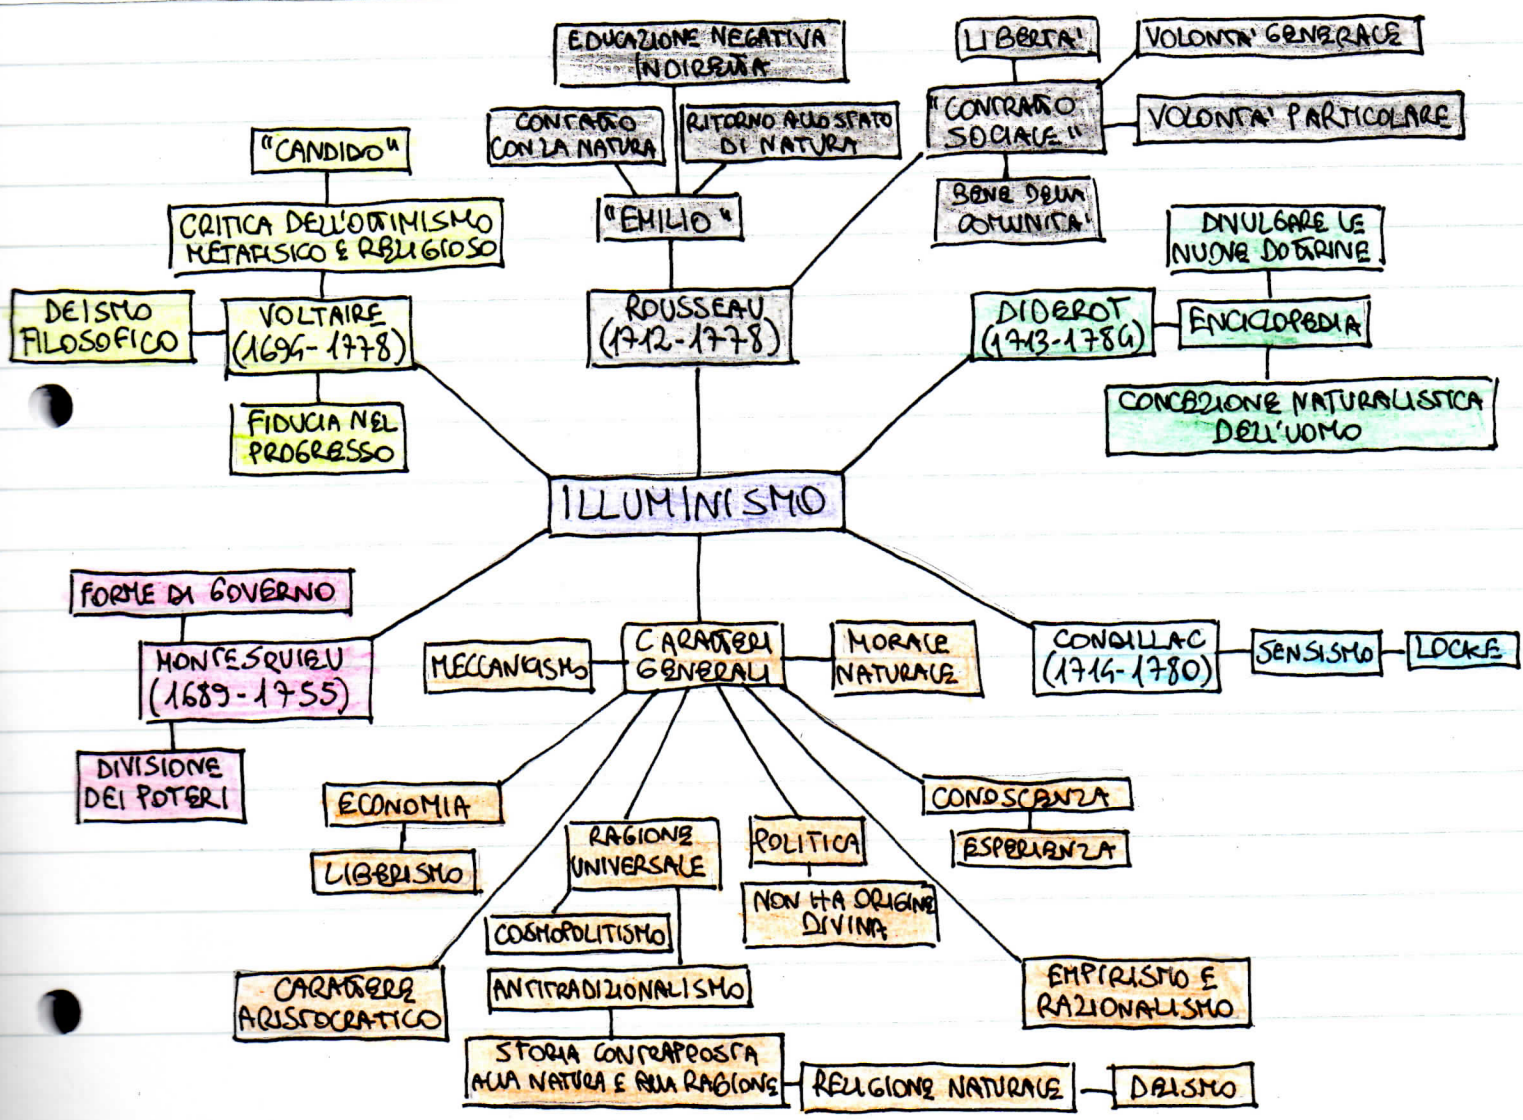 EDUCAZIONE NEGATIVA
INDIRETTA
LIBERTA'
VOLONTA' GENERALE
"CONTRATTO
SOCIALE"
VOLONTA' PARTICOLARE
CONTATTO
CON LA NATURA
RITORNO ALLO STATO
DI NATURA
"CANDIDO"
"EMILIO"
BENE DELLA
COMUNITA'
CRITICA DELL'OTTIMISMO
METAFISICO E RELIGIOSO
DIVULGARE LE
NUOVE DOTTRINE
DEISMO
FILOSOFICO
VOLTAIRE
(1694-1778)
ROUSSEAU
(1712-1778)
DIDEROT
(1713-1784)
ENCICLOPEDIA
FIDUCIA NEL
PROGRESSO
CONCEZIONE NATURALISTICA
DELL'UOMO
ILLUMINISMO
FORME DI GOVERNO
MONTESQUIEU
(1689-1755)
DIVISIONE
DEI POTERI
MECCANICISMO
CARATTERI
GENERALI
MORALE
NATURALE
CONDILLAC
(1714-1780)
SENSISMO
LOCKE
ECONOMIA
LIBERISMO
RAGIONE
UNIVERSALE
POLITICA
CONOSCENZA
ESPERIENZA
NON HA ORIGINE
DIVINA
COSMOPOLITISMO
ANTITRADIZIONALISMO
CARATTERE
ARISTOCRATICO
EMPIRISMO E
RAZIONALISMO
STORIA CONTRAPPOSTA
ALLA NATURA E ALLA RAGIONE
RELIGIONE NATURALE
DEISMO